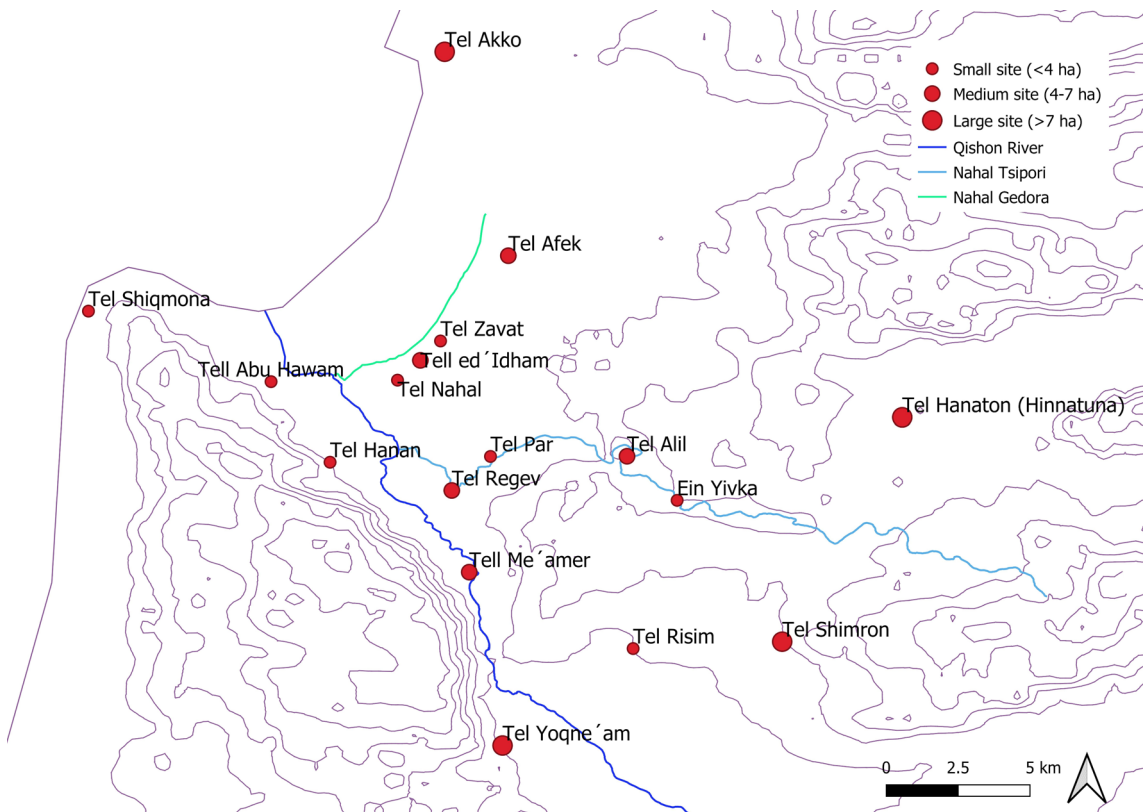 Tel Akko
Small site (<4 ha)
Medium site (4-7 ha)
Large site (>7 ha)
Qishon River
Nahal Tsipori
Nahal Gedora
Tel Afek
Tel Shiqmona
Tel Zavat
Tell ed´Idham
Tell Abu Hawam
Tel Nahal
Tel Hanaton (Hinnatuna)
Tel Hanan
Tel Par
Tel Alil
Tel Regev
Ein Yivka
Tell Me´amer
Tel Risim
Tel Shimron
Tel Yoqne´am
0 2.5 5 km